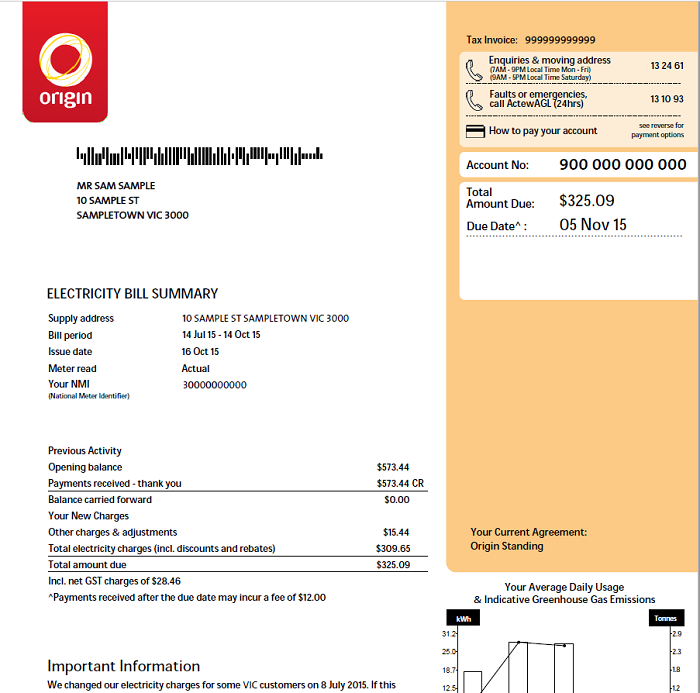 origin
Tax Invoice: 999999999999
Enquiries & moving address
(7AM - 9PM Local Time Mon - Fri)
(9AM - 5PM Local Time Saturday)
13 24 61
Faults or emergencies,
call ActewAGL (24hrs)
13 10 93
How to pay your account
see reverse for
payment options
Account No: 900 000 000 000
Total
Amount Due: $325.09
Due Date^ : 05 Nov 15
MR SAM SAMPLE
10 SAMPLE ST
SAMPLETOWN VIC 3000
ELECTRICITY BILL SUMMARY
Supply address 10 SAMPLE ST SAMPLETOWN VIC 3000
Bill period 14 Jul 15 - 14 Oct 15
Issue date 16 Oct 15
Meter read Actual
Your NMI 30000000000
(National Meter Identifier)
Previous Activity
Opening balance $573.44
Payments received - thank you $573.44 CR
Balance carried forward $0.00
Your New Charges
Other charges & adjustments $15.44
Total electricity charges (incl. discounts and rebates) $309.65
Total amount due $325.09
Incl. net GST charges of $28.46
^Payments received after the due date may incur a fee of $12.00
Your Current Agreement:
Origin Standing
Your Average Daily Usage
& Indicative Greenhouse Gas Emissions
kWh Tonnes
31.2 2.9
25.0 2.3
18.7 1.8
12.5 1.2
Important Information
We changed our electricity charges for some VIC customers on 8 July 2015. If this